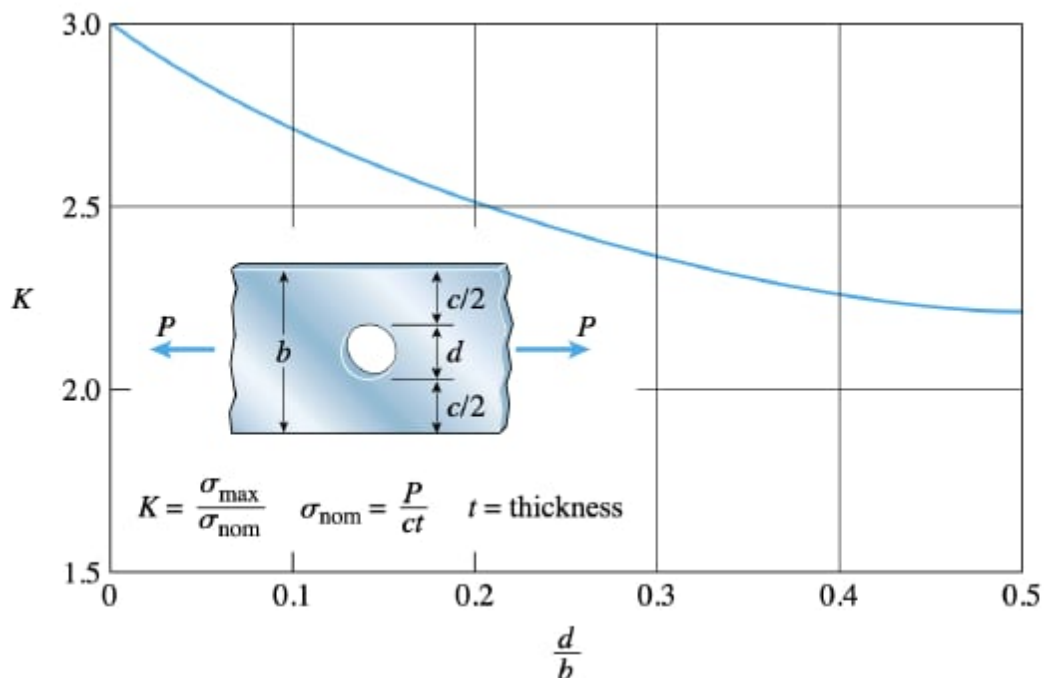 3.0
2.5
K
2.0
1.5
P
b
c/2
d
c/2
P
K = σmax/σnom   σnom = P/ct   t = thickness
0 0.1 0.2 0.3 0.4 0.5
d/b